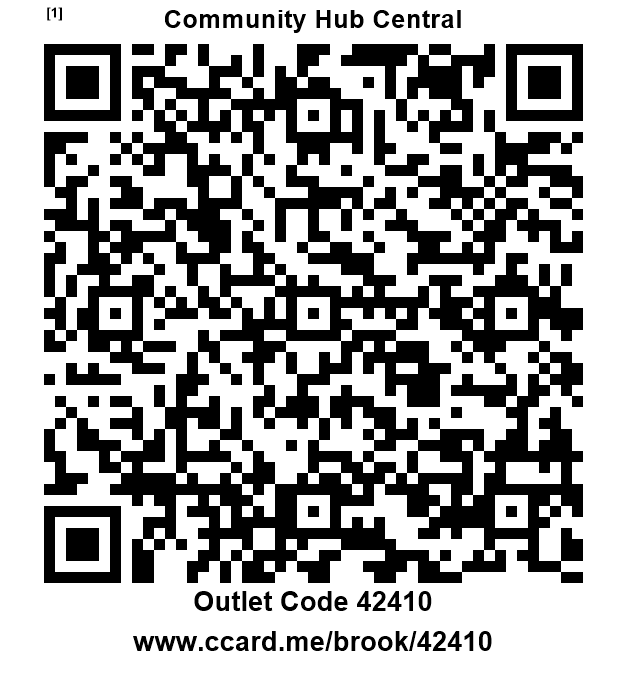 [1]
Community Hub Central
Outlet Code 42410
www.ccard.me/brook/42410